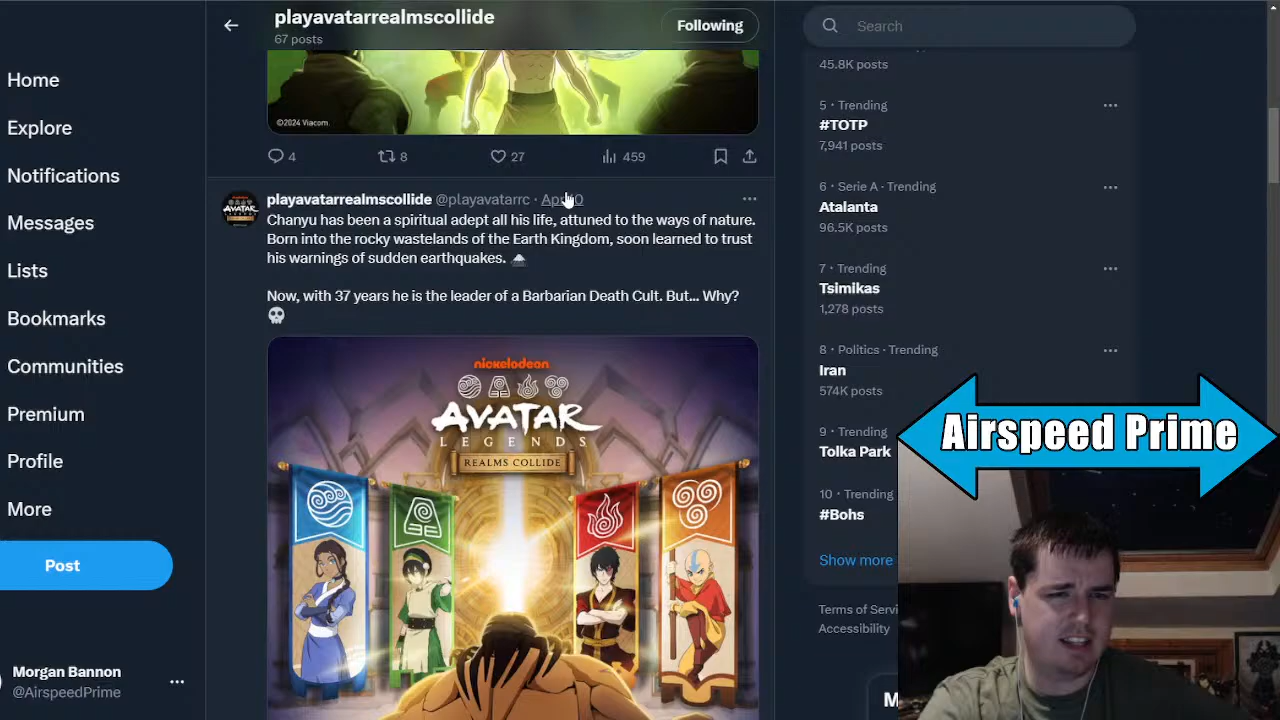 playavatarrealmscollide
67 posts
Following
Search
Home
Explore
Notifications
Messages
Lists
Bookmarks
Communities
Premium
Profile
More
Post
Morgan Bannon
@AirspeedPrime
©2024 Viacom.
4
8
27
459
playavatarrealmscollide @playavatarrc ·
Chanyu has been a spiritual adept all his life, attuned to the ways of nature.
Born into the rocky wastelands of the Earth Kingdom, soon learned to trust
his warnings of sudden earthquakes.
Now, with 37 years he is the leader of a Barbarian Death Cult. But... Why?
nickelodeon
AVATAR
LEGENDS
REALMS COLLIDE
45.8K posts
5 · Trending
#TOTP
7,941 posts
6 · Serie A · Trending
Atalanta
96.5K posts
7 · Trending
Tsimikas
1,278 posts
8 · Politics · Trending
Iran
574K posts
9 · Trending
Tolka Park
10 · Trending
#Bohs
Show more
Terms of
Accessibility
Airspeed Prime